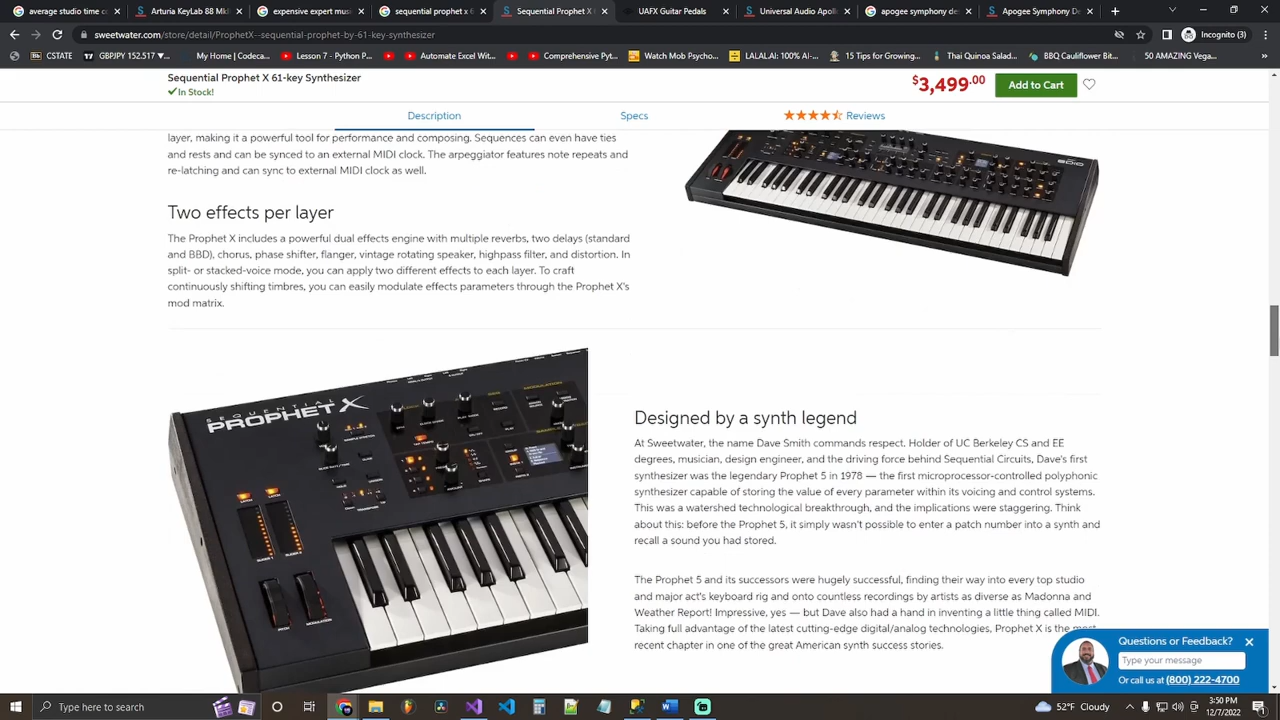 average studio time co
Arturia KeyLab 88 MkI
expensive expert mus
sequential prophet x 6
Sequential Prophet X
UAFX Guitar Pedals
Universal Audio Apoll
apogee symphony de
Apogee Symphony De
sweetwater.com/store/detail/ProphetX--sequential-prophet-by-61-key-synthesizer
Incognito (3)
CSTATE
GBPJPY 152.517
My Home | Codeca...
Lesson 7 - Python f...
Automate Excel Wit...
Comprehensive Pyt...
Watch Mob Psycho...
LALAL.AI: 100% AI-...
15 Tips for Growing...
Thai Quinoa Salad...
BBQ Cauliflower Bit...
50 AMAZING Vega...
Sequential Prophet X 61-key Synthesizer
In Stock!
$3,499.00
Add to Cart
Description
Specs
Reviews
layer, making it a powerful tool for performance and composing. Sequences can even have ties
and rests and can be synced to an external MIDI clock. The arpeggiator features note repeats and
re-latching and can sync to external MIDI clock as well.
Two effects per layer
The Prophet X includes a powerful dual effects engine with multiple reverbs, two delays (standard
and BBD), chorus, phase shifter, flanger, vintage rotating speaker, highpass filter, and distortion. In
split- or stacked-voice mode, you can apply two different effects to each layer. To craft
continuously shifting timbres, you can easily modulate effects parameters through the Prophet X's
mod matrix.
SEQUENTIAL
PROPHET X
Designed by a synth legend
At Sweetwater, the name Dave Smith commands respect. Holder of UC Berkeley CS and EE
degrees, musician, design engineer, and the driving force behind Sequential Circuits, Dave's first
synthesizer was the legendary Prophet 5 in 1978 — the first microprocessor-controlled polyphonic
synthesizer capable of storing the value of every parameter within its voicing and control systems.
This was a watershed technological breakthrough, and the implications were staggering. Think
about this: before the Prophet 5, it simply wasn't possible to enter a patch number into a synth and
recall a sound you had stored.
The Prophet 5 and its successors were hugely successful, finding their way into every top studio
and major act's keyboard rig and onto countless recordings by artists as diverse as Madonna and
Weather Report! Impressive, yes — but Dave also had a hand in inventing a little thing called MIDI.
Taking full advantage of the latest cutting-edge digital/analog technologies, Prophet X is the most
recent chapter in one of the great American synth success stories.
Questions or Feedback?
Type your message
Or call us at (800) 222-4700
Type here to search
52°F Cloudy
3:50 PM
12/7/2022